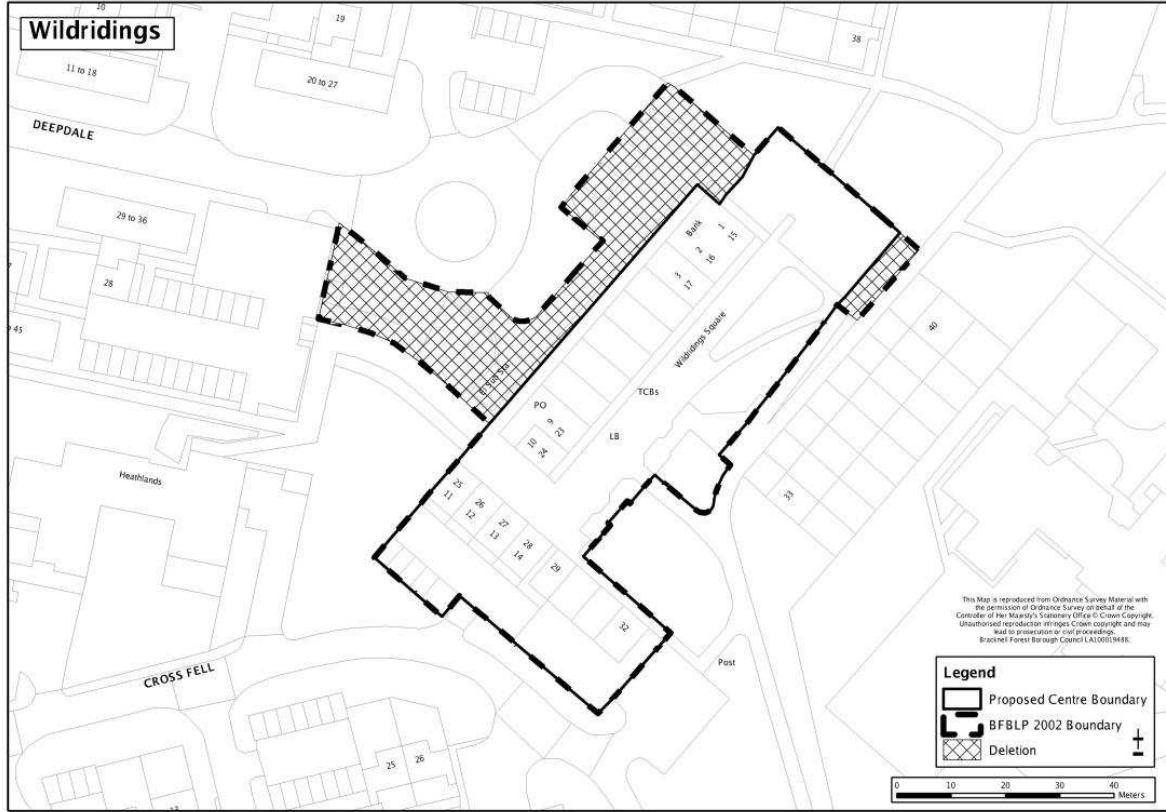 Wildridings
10
19
38
11 to 18
20 to 27
DEEPDALE
29 to 36
28
45
Bank
1
2
15
3
16
17
Wildridings Square
40
El Sub Sta
TCBs
PO
9
23
LB
10
24
Heathlands
33
25
11
26
12
27
13
28
14
29
32
Post
CROSS FELL
25
26
This Map is reproduced from Ordnance Survey Material with
the permission of Ordnance Survey on behalf of the
Controller of Her Majesty's Stationery Office © Crown Copyright.
Unauthorised reproduction infringes Crown copyright and may
lead to prosecution or civil proceedings.
Bracknell Forest Borough Council LA100019488.
Legend
Proposed Centre Boundary
BFBLP 2002 Boundary
Deletion
0 10 20 30 40
Meters